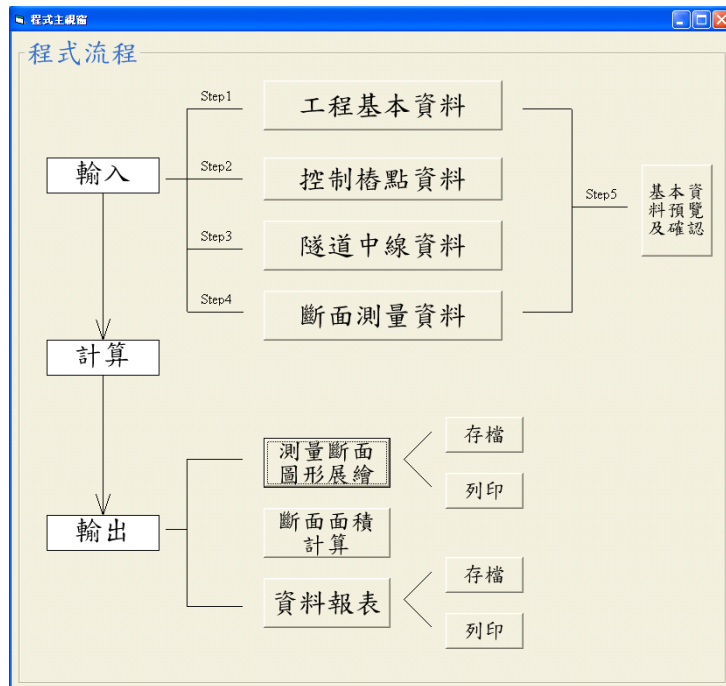 程式主視窗
程式流程
Step1
工程基本資料
輸入
Step2
控制樁點資料
Step3
隧道中線資料
Step4
斷面測量資料
Step5
基本資
料預覽
及確認
計算
輸出
測量斷面
圖形展繪
存檔
列印
斷面面積
計算
資料報表
存檔
列印